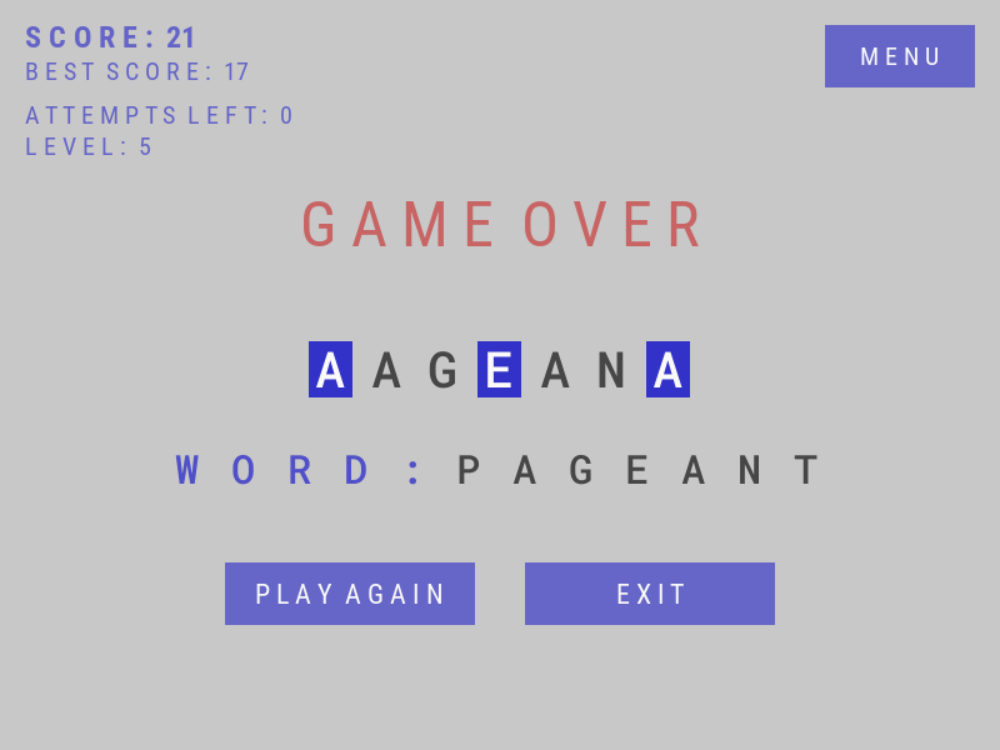 SCORE: 21
BEST SCORE: 17
ATTEMPTS LEFT: 0
LEVEL: 5
MENU
GAME OVER
AAGEANA
WORD: PAGEANT
PLAY AGAIN
EXIT